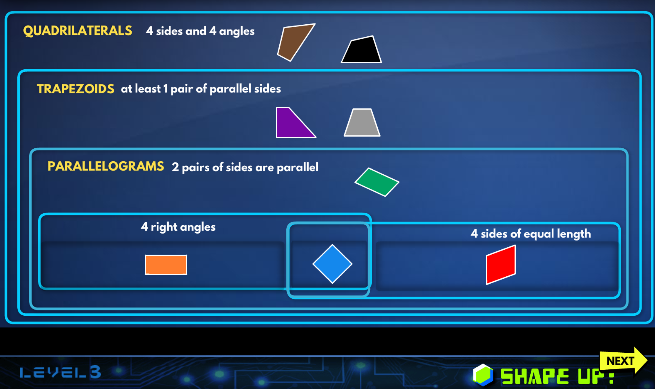 QUADRILATERALS 4 sides and 4 angles
TRAPEZOIDS at least 1 pair of parallel sides
PARALLELOGRAMS 2 pairs of sides are parallel
4 right angles
4 sides of equal length
NEXT
LEVEL3
SHAPE UP!